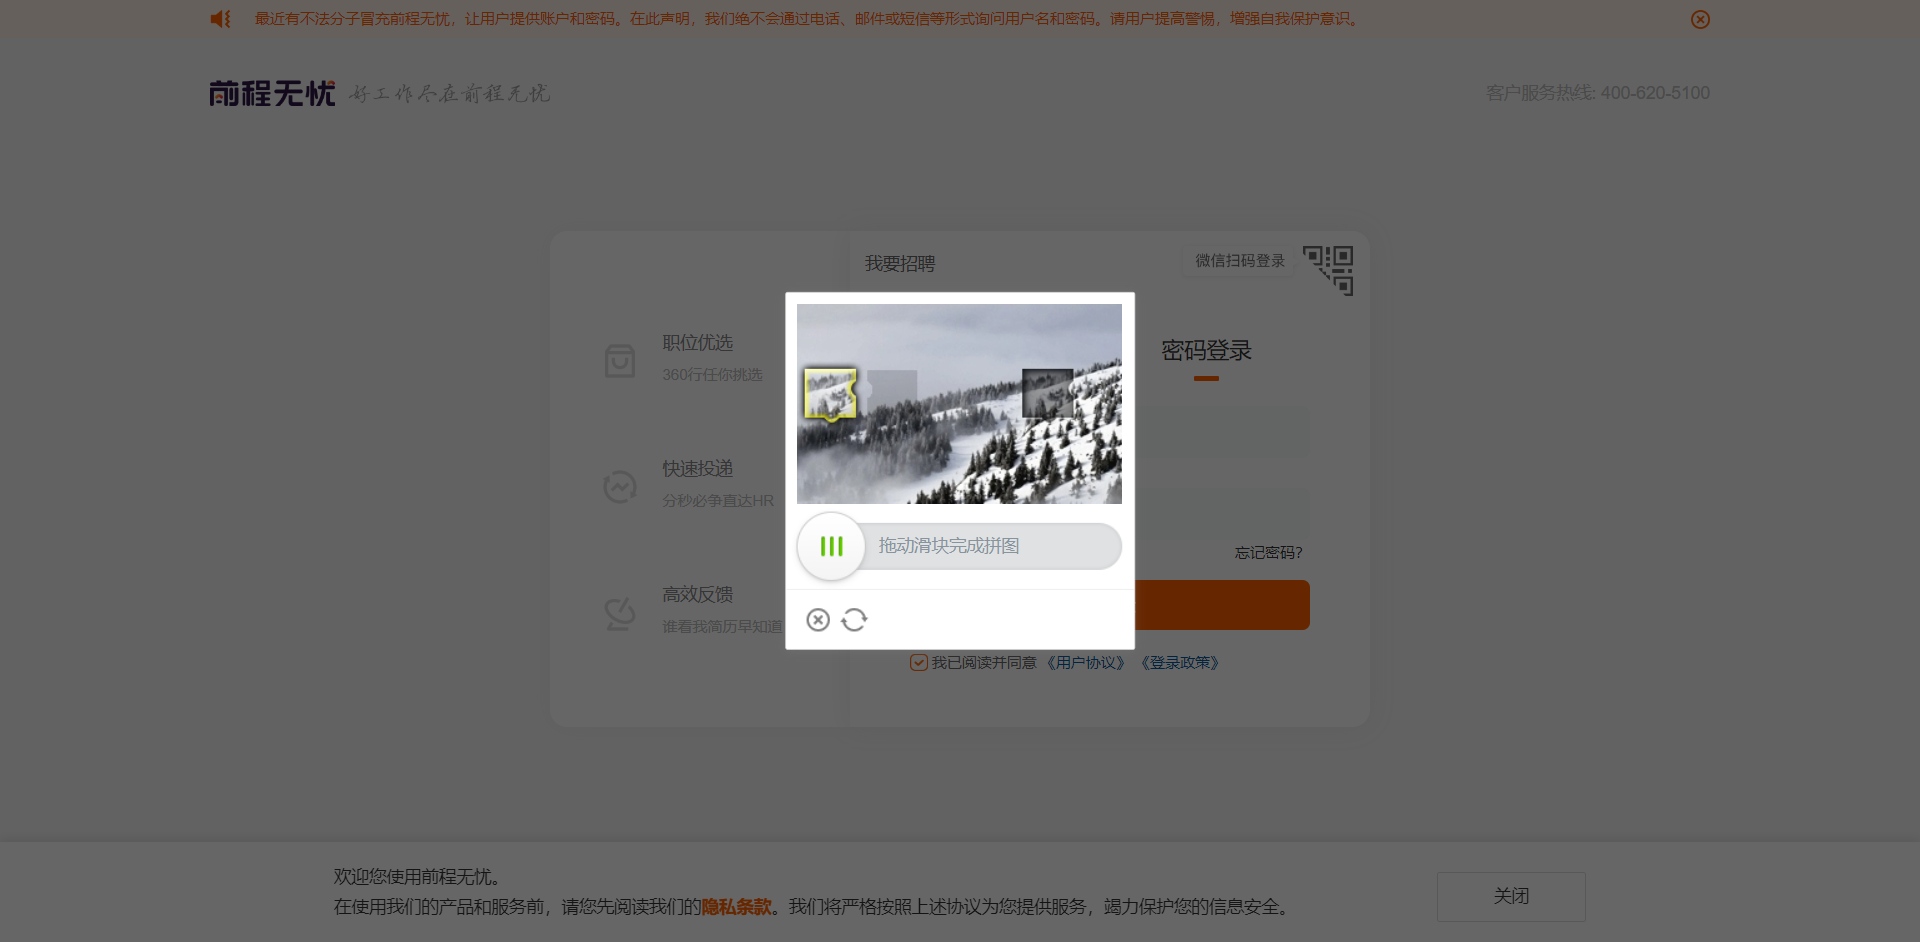 最近有不法分子冒充前程无忧，让用户提供账户和密码。在此声明，我们绝不会通过电话、邮件或短信等形式询问用户名和密码。请用户提高警惕，增强自我保护意识。
前程无忧 好工作尽在前程无忧
客户服务热线: 400-620-5100
我要招聘
微信扫码登录
职位优选
360行任你挑选
密码登录
快速投递
分秒必争直达HR
拖动滑块完成拼图
忘记密码?
高效反馈
谁看我简历早知道
我已阅读并同意 《用户协议》 《登录政策》
欢迎您使用前程无忧。
在使用我们的产品和服务前，请您先阅读我们的隐私条款。我们将严格按照上述协议为您提供服务，竭力保护您的信息安全。
关闭